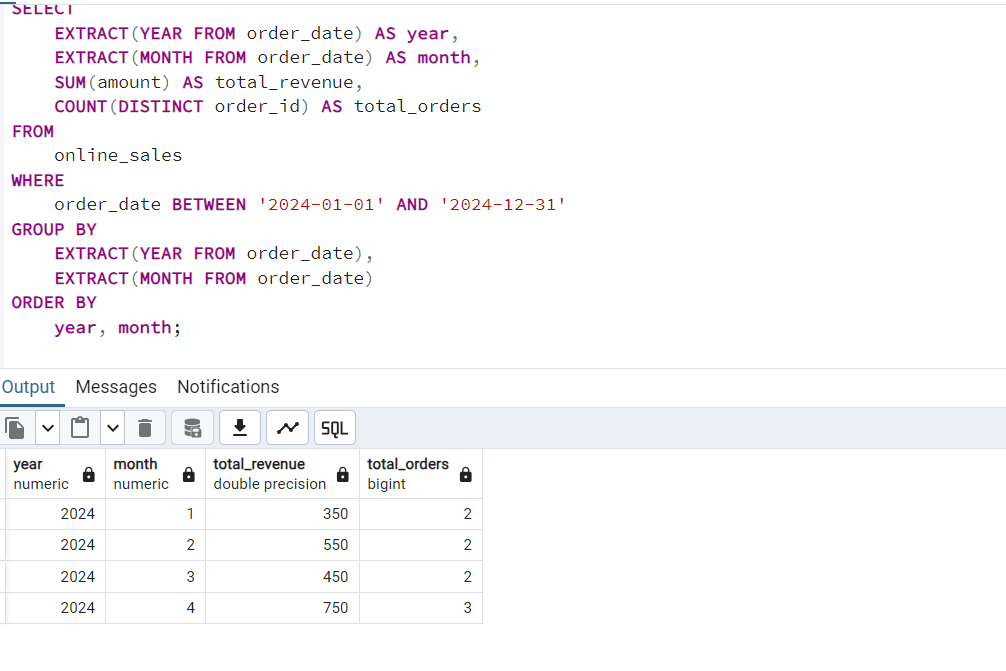 SELECT
    EXTRACT(YEAR FROM order_date) AS year,
    EXTRACT(MONTH FROM order_date) AS month,
    SUM(amount) AS total_revenue,
    COUNT(DISTINCT order_id) AS total_orders
FROM
    online_sales
WHERE
    order_date BETWEEN '2024-01-01' AND '2024-12-31'
GROUP BY
    EXTRACT(YEAR FROM order_date),
    EXTRACT(MONTH FROM order_date)
ORDER BY
    year, month;
Output Messages Notifications
SQL
year month total_revenue total_orders
numeric numeric double precision bigint
2024 1 350 2
2024 2 550 2
2024 3 450 2
2024 4 750 3